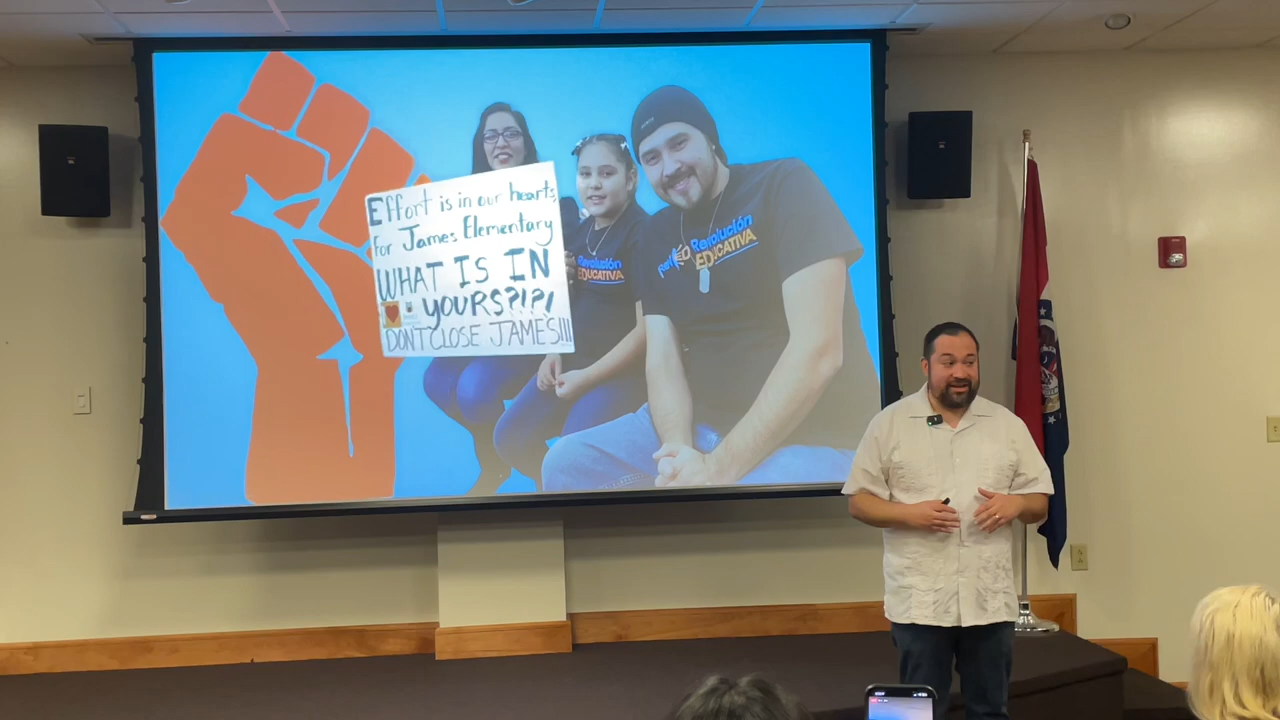 Effort is in our hearts,
For James Elementary
WHAT IS IN
YOURS?!?!
DON'T CLOSE JAMES!!!
Revolución
EDUCATIVA
Revolución
EDUCATIVA